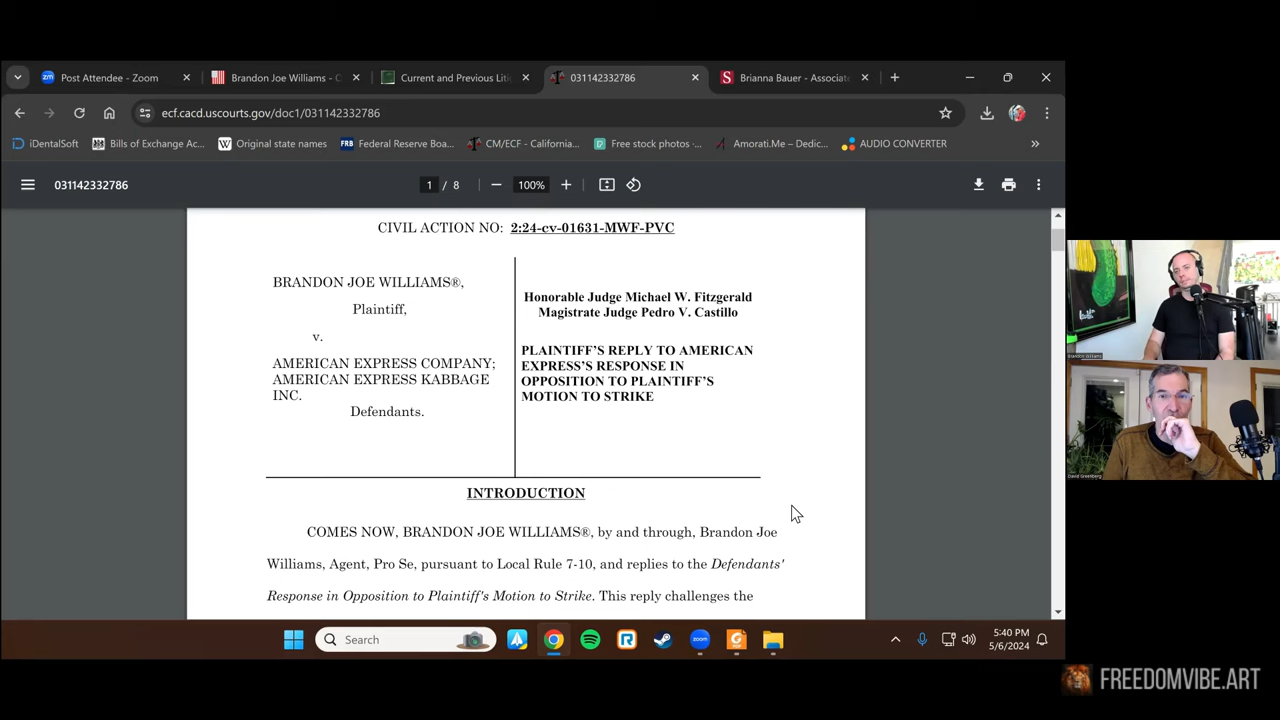 Post Attendee - Zoom
Brandon Joe Williams - C
Current and Previous Liti
031142332786
Brianna Bauer - Associat
ecf.cacd.uscourts.gov/doc1/031142332786
iDentalSoft
Bills of Exchange Ac...
Original state names
Federal Reserve Boa...
CM/ECF - Californi...
Free stock photos ·...
Amorati.Me – Dedic...
AUDIO CONVERTER
031142332786
1 / 8
100%
CIVIL ACTION NO: 2:24-cv-01631-MWF-PVC
BRANDON JOE WILLIAMS®,
Plaintiff,
v.
AMERICAN EXPRESS COMPANY;
AMERICAN EXPRESS KABBAGE
INC.
Defendants.
Honorable Judge Michael W. Fitzgerald
Magistrate Judge Pedro V. Castillo
PLAINTIFF'S REPLY TO AMERICAN
EXPRESS'S RESPONSE IN
OPPOSITION TO PLAINTIFF'S
MOTION TO STRIKE
INTRODUCTION
COMES NOW, BRANDON JOE WILLIAMS®, by and through, Brandon Joe
Williams, Agent, Pro Se, pursuant to Local Rule 7-10, and replies to the Defendants'
Response in Opposition to Plaintiff's Motion to Strike. This reply challenges the
Brandon Williams
David Greenberg
Search
5:40 PM
5/6/2024
FREEDOMVIBE.ART